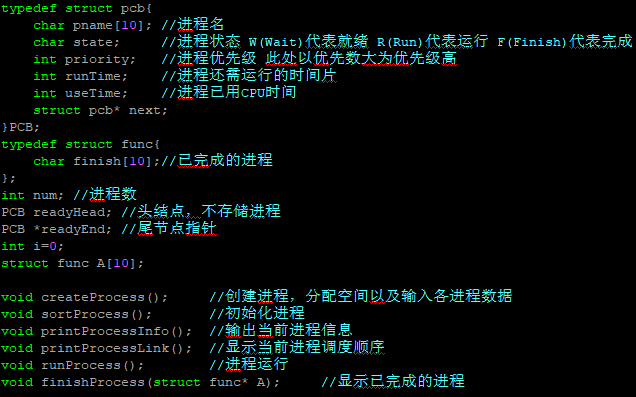 typedef struct pcb{
char pname[10]; //进程名
char state; //进程状态 W(Wait)代表就绪 R(Run)代表运行 F(Finish)代表完成
int priority; //进程优先级 此处以优先数大为优先级高
int runTime; //进程还需运行的时间片
int useTime; //进程已用CPU时间
struct pcb* next;
}PCB;
typedef struct func{
char finish[10];//已完成的进程
};
int num; //进程数
PCB readyHead; //头结点，不存储进程
PCB *readyEnd; //尾节点指针
int i=0;
struct func A[10];
void createProcess(); //创建进程，分配空间以及输入各进程数据
void sortProcess(); //初始化进程
void printProcessInfo(); //输出当前进程信息
void printProcessLink(); //显示当前进程调度顺序
void runProcess(); //进程运行
void finishProcess(struct func* A); //显示已完成的进程